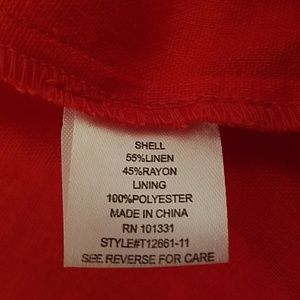 SHELL
55%LINEN
45%RAYON
LINING
100%POLYESTER
MADE IN CHINA
RN 101331
STYLE#T12661-11
SEE REVERSE FOR CARE